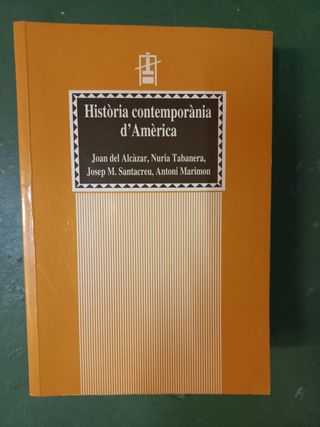 Història contemporània
d'Amèrica
Joan del Alcàzar, Nuria Tabanera,
Josep M. Santacreu, Antoni Marimon